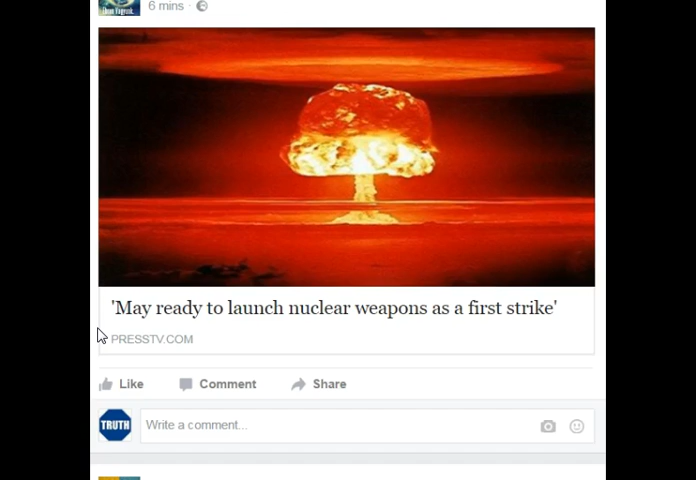 6 mins ·
'May ready to launch nuclear weapons as a first strike'
PRESSTV.COM
Like Comment Share
TRUTH
Write a comment...